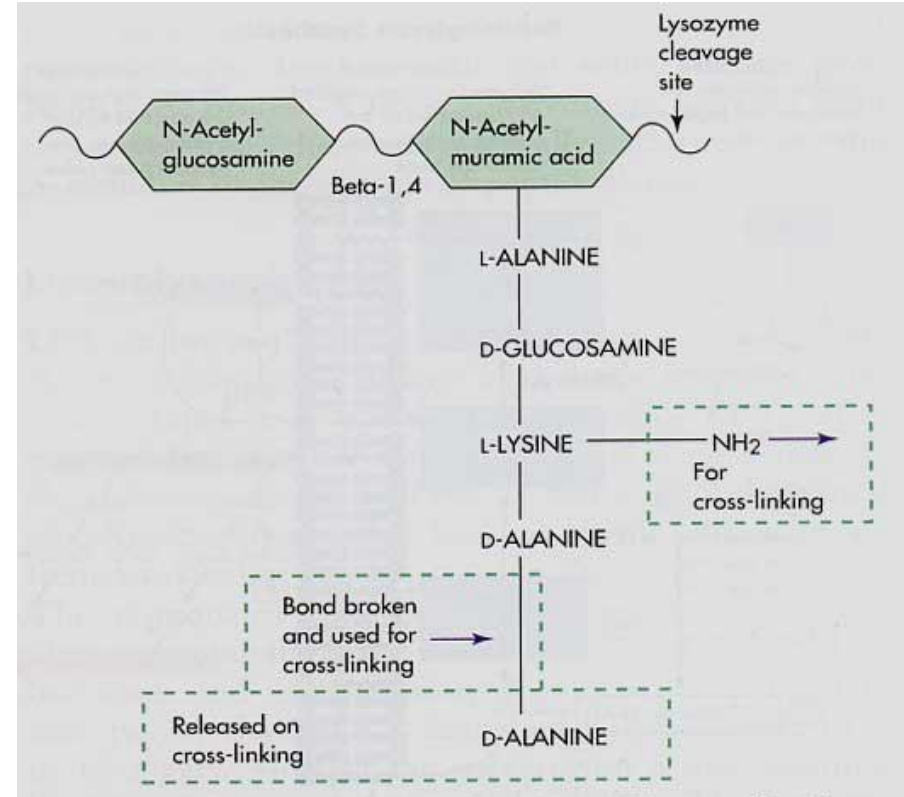 Lysozyme
cleavage
site
N-Acetyl-
glucosamine
N-Acetyl-
muramic acid
Beta-1,4
L-ALANINE
D-GLUCOSAMINE
L-LYSINE
NH2
For
cross-linking
D-ALANINE
Bond broken
and used for
cross-linking
Released on
cross-linking
D-ALANINE